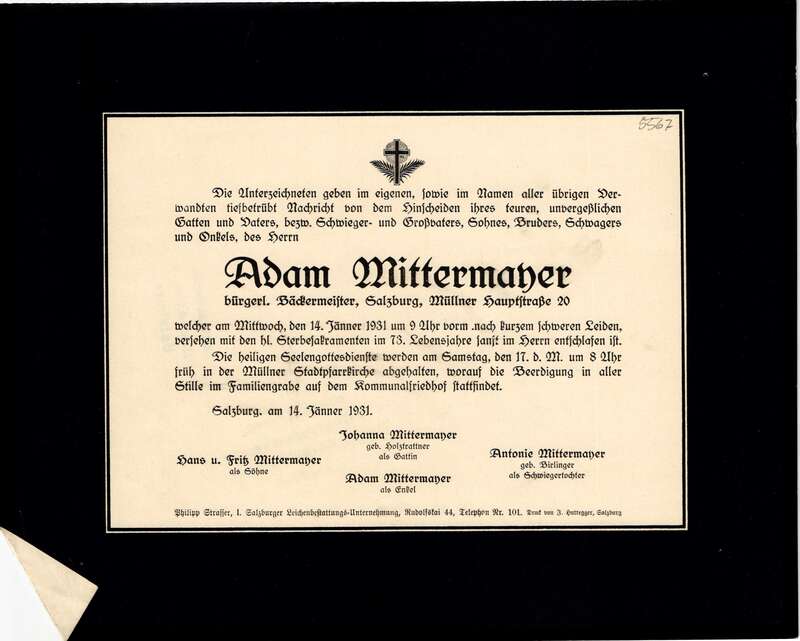 5567
Die Unterzeichneten geben im eigenen, sowie im Namen aller übrigen Ver-
wandten tiefbetrübt Nachricht von dem Hinscheiden ihres teuren, unvergeßlichen
Gatten und Vaters, bezw. Schwieger- und Großvaters, Sohnes, Bruders, Schwagers
und Onkels, des Herrn
Adam Mittermayer
bürgerl. Bäckermeister, Salzburg, Müllner Hauptstraße 20
welcher am Mittwoch, den 14. Jänner 1931 um 9 Uhr vorm .nach kurzem schweren Leiden,
versehen mit den hl. Sterbesakramenten im 73. Lebensjahre sanft im Herrn entschlafen ist.
Die heiligen Seelengottesdienste werden am Samstag, den 17. d. M. um 8 Uhr
früh in der Müllner Stadtpfarrkirche abgehalten, worauf die Beerdigung in aller
Stille im Familiengrabe auf dem Kommunalfriedhof stattfindet.
Salzburg. am 14. Jänner 1931.
Johanna Mittermayer
geb. Holztrattner
als Gattin
Hans u. Fritz Mittermayer
als Söhne
Antonie Mittermayer
geb. Birlinger
als Schwiegertochter
Adam Mittermayer
als Enkel
Philipp Strasser, 1. Salzburger Leichenbestattungs-Unternehmung, Rudolfskai 44, Telephon Nr. 101. Druck von F. Huttegger, Salzburg